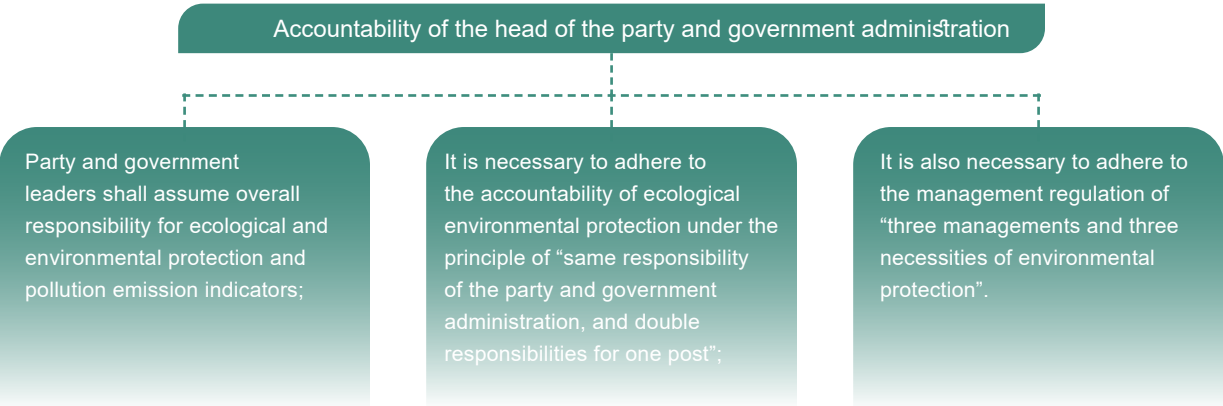 Accountability of the head of the party and government administration
Party and government
leaders shall assume overall
responsibility for ecological and
environmental protection and
pollution emission indicators;
It is necessary to adhere to
the accountability of ecological
environmental protection under the
principle of “same responsibility
of the party and government
administration, and double
responsibilities for one post”;
It is also necessary to adhere to
the management regulation of
“three managements and three
necessities of environmental
protection”.